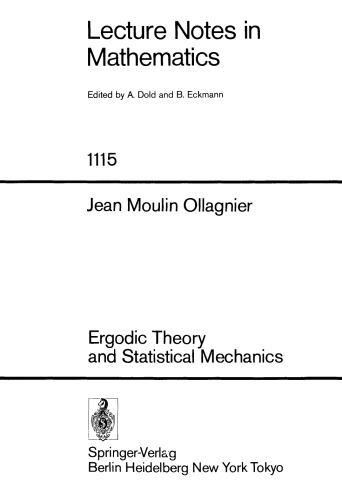 Lecture Notes in
Mathematics
Edited by A. Dold and B. Eckmann
1115
Jean Moulin Ollagnier
Ergodic Theory
and Statistical Mechanics
Springer-Verlag
Berlin Heidelberg New York Tokyo